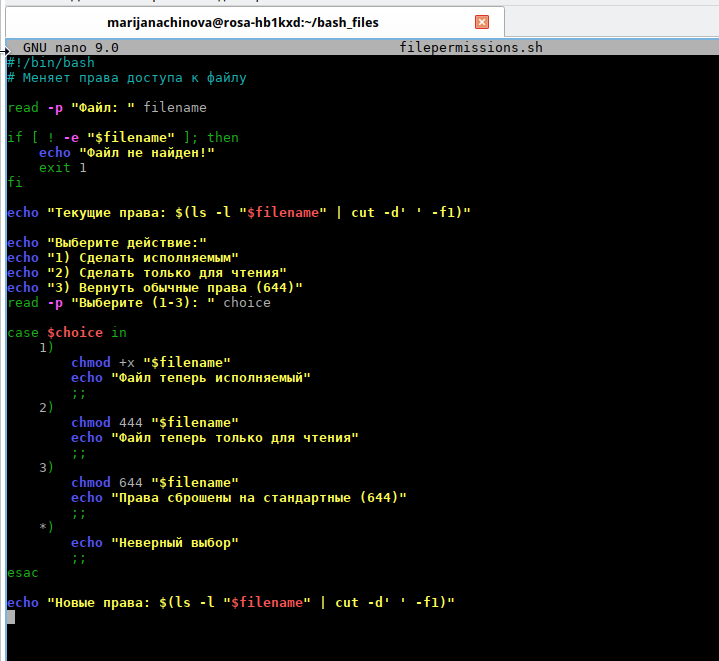 marijanachinova@rosa-hb1kxd:~/bash_files
GNU nano 9.0 filepermissions.sh
#!/bin/bash
# Меняет права доступа к файлу
read -p "Файл: " filename
if [ ! -e "$filename" ]; then
echo "Файл не найден!"
exit 1
fi
echo "Текущие права: $(ls -l "$filename" | cut -d' ' -f1)"
echo "Выберите действие:"
echo "1) Сделать исполняемым"
echo "2) Сделать только для чтения"
echo "3) Вернуть обычные права (644)"
read -p "Выберите (1-3): " choice
case $choice in
1)
chmod +x "$filename"
echo "Файл теперь исполняемый"
;;
2)
chmod 444 "$filename"
echo "Файл теперь только для чтения"
;;
3)
chmod 644 "$filename"
echo "Права сброшены на стандартные (644)"
;;
*)
echo "Неверный выбор"
;;
esac
echo "Новые права: $(ls -l "$filename" | cut -d' ' -f1)"